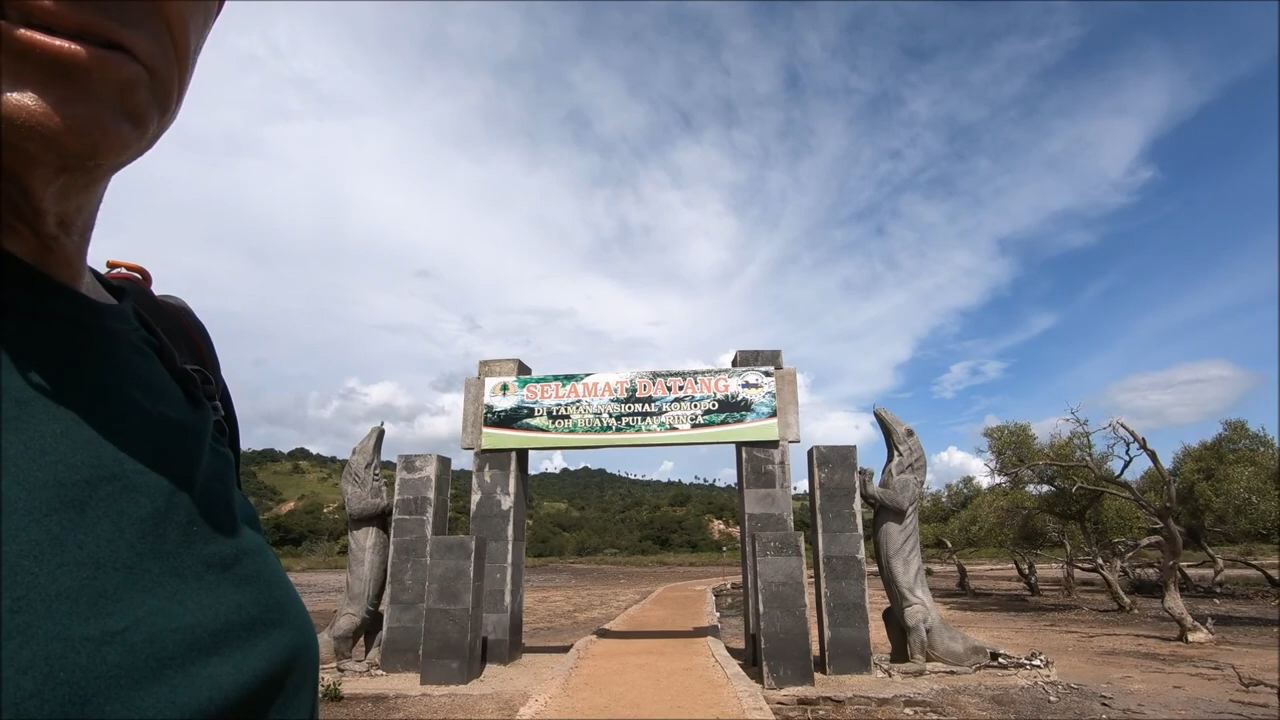 SELAMAT DATANG
DI TAMAN NASIONAL KOMODO
LOH BUAYA-PULAU RINCA